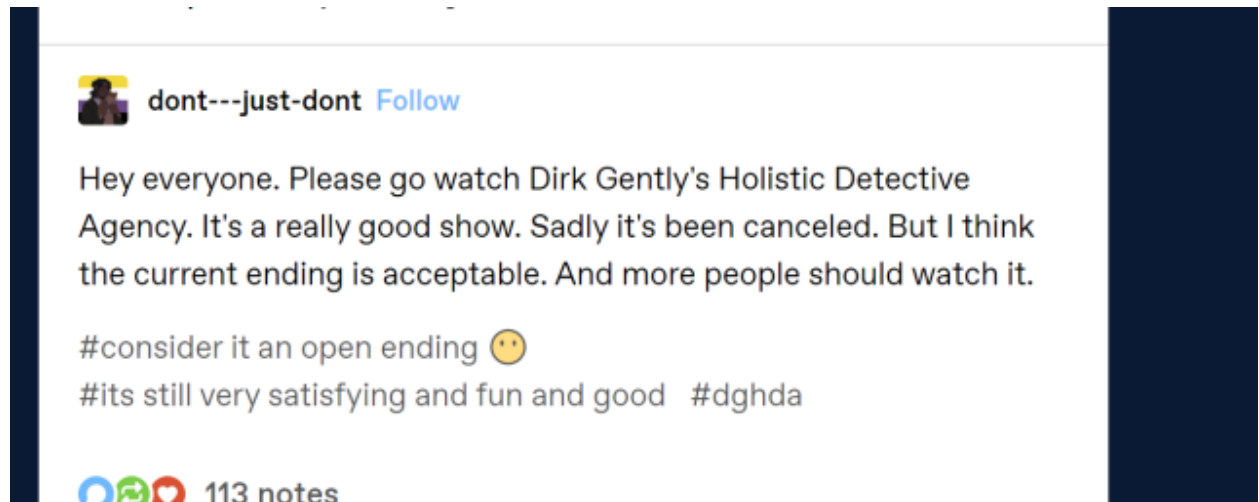 dont---just-dont Follow
Hey everyone. Please go watch Dirk Gently's Holistic Detective
Agency. It's a really good show. Sadly it's been canceled. But I think
the current ending is acceptable. And more people should watch it.
#consider it an open ending 😶
#its still very satisfying and fun and good #dghda
113 notes